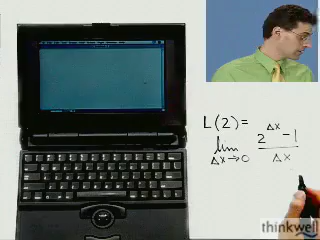 L(2) =
lim 2^Δx - 1
Δx→0 Δx
thinkwell